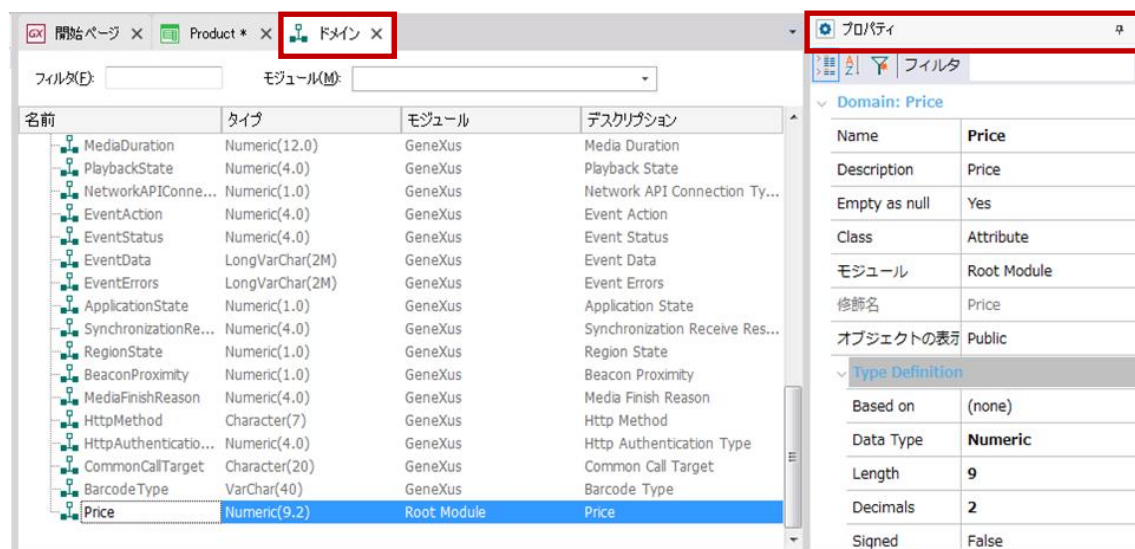 開始ページ Product * ドメイン
フィルタ(F): モジュール(M):
名前 タイプ モジュール デスクリプション
MediaDuration Numeric(12.0) GeneXus Media Duration
PlaybackState Numeric(4.0) GeneXus Playback State
NetworkAPIConne... Numeric(1.0) GeneXus Network API Connection Ty...
EventAction Numeric(4.0) GeneXus Event Action
EventStatus Numeric(4.0) GeneXus Event Status
EventData LongVarChar(2M) GeneXus Event Data
EventErrors LongVarChar(2M) GeneXus Event Errors
ApplicationState Numeric(1.0) GeneXus Application State
SynchronizationRe... Numeric(4.0) GeneXus Synchronization Receive Res...
RegionState Numeric(1.0) GeneXus Region State
BeaconProximity Numeric(1.0) GeneXus Beacon Proximity
MediaFinishReason Numeric(4.0) GeneXus Media Finish Reason
HttpMethod Character(7) GeneXus Http Method
HttpAuthenticatio... Numeric(4.0) GeneXus Http Authentication Type
CommonCallTarget Character(20) GeneXus Common Call Target
BarcodeType VarChar(40) GeneXus Barcode Type
Price Numeric(9.2) Root Module Price
プロパティ
フィルタ
Domain: Price
Name Price
Description Price
Empty as null Yes
Class Attribute
モジュール Root Module
修飾名 Price
オブジェクトの表示 Public
Type Definition
Based on (none)
Data Type Numeric
Length 9
Decimals 2
Signed False